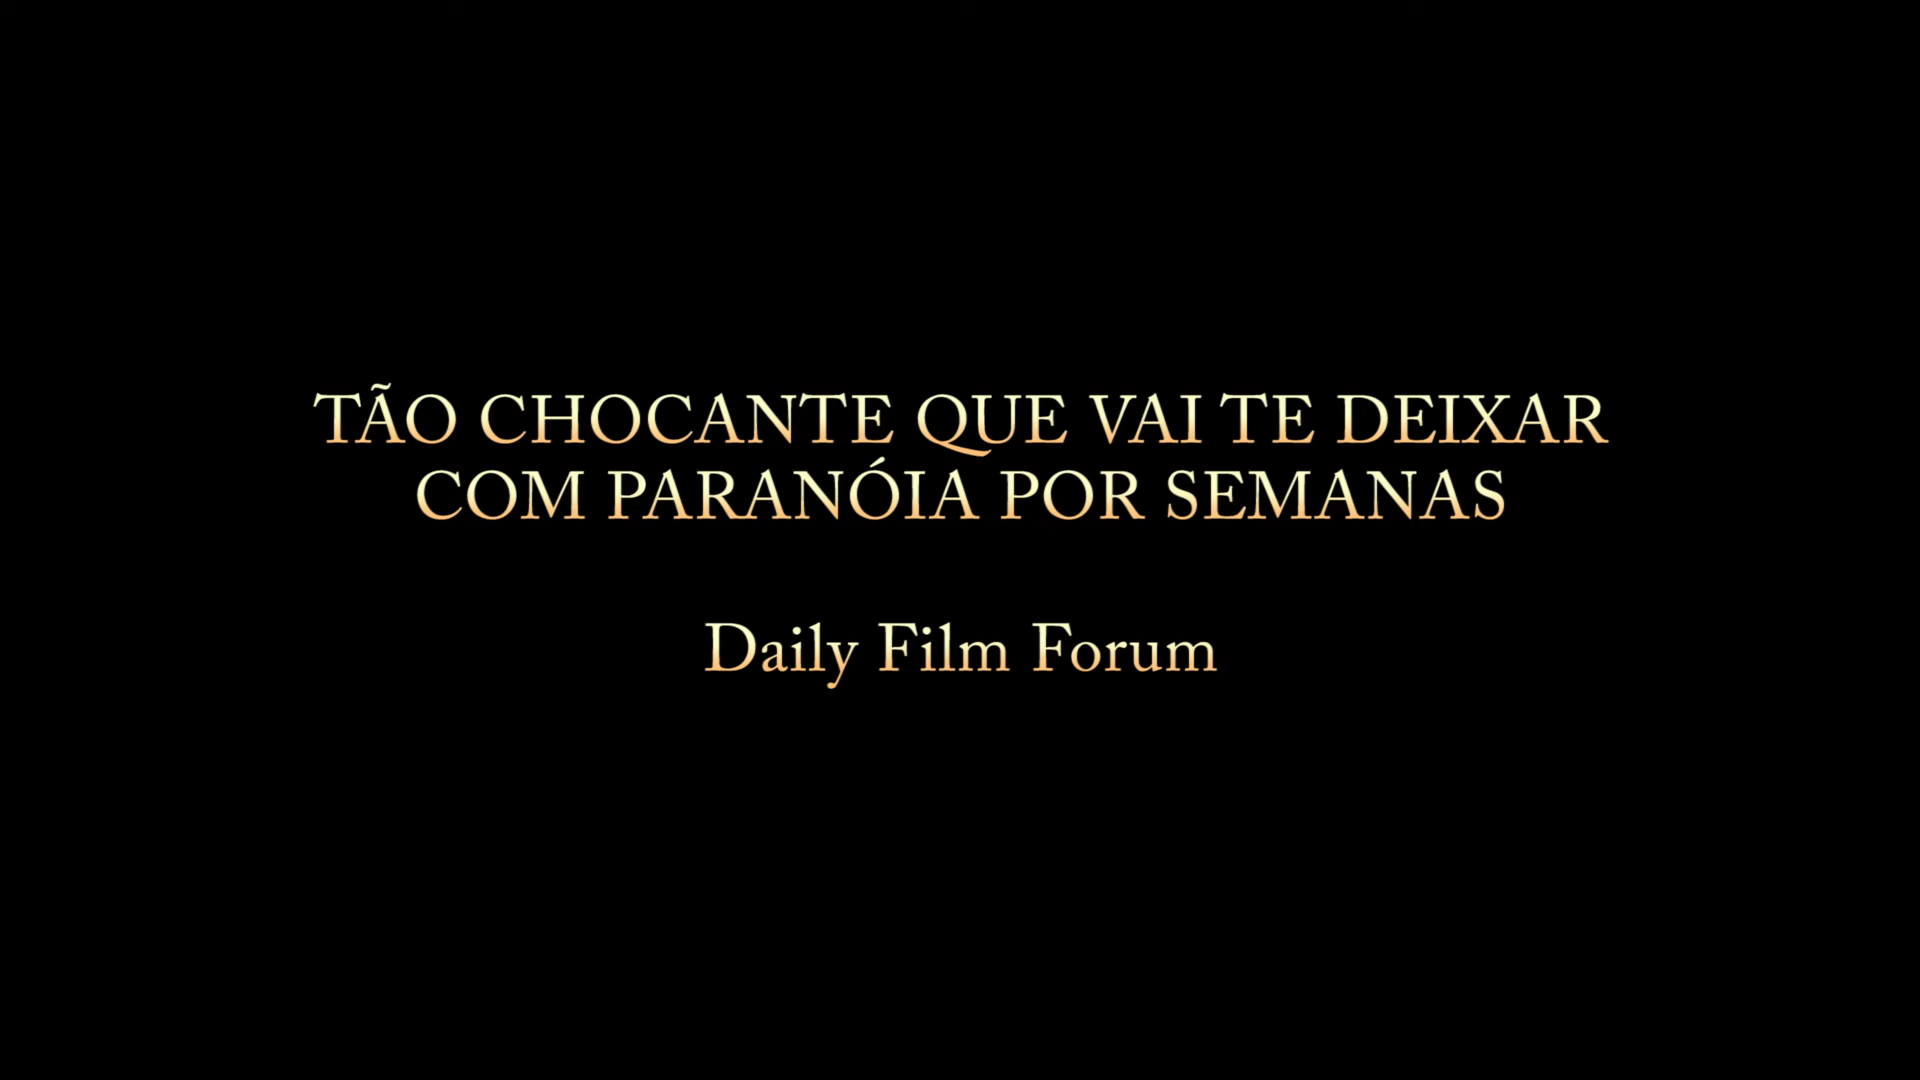 TÃO CHOCANTE QUE VAI TE DEIXAR
COM PARANÓIA POR SEMANAS
Daily Film Forum